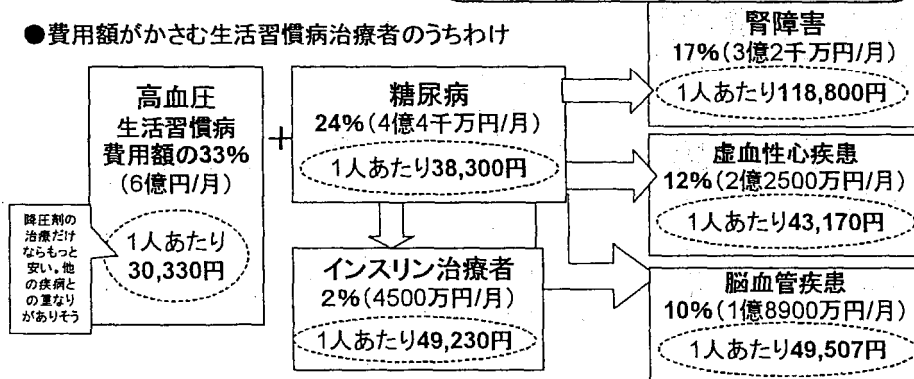 ●費用額がかさむ生活習慣病治療者のうちわけ
高血圧
生活習慣病
費用額の33%
(6億円/月)
1人あたり
30,330円
降圧剤の
治療だけ
ならもっと
安い。他
の疾病と
の重なり
がありそう
+
糖尿病
24%(4億4千万円/月)
1人あたり38,300円
インスリン治療者
2%(4500万円/月)
1人あたり49,230円
腎障害
17%(3億2千万円/月)
1人あたり118,800円
虚血性心疾患
12%(2億2500万円/月)
1人あたり43,170円
脳血管疾患
10%(1億8900万円/月)
1人あたり49,507円